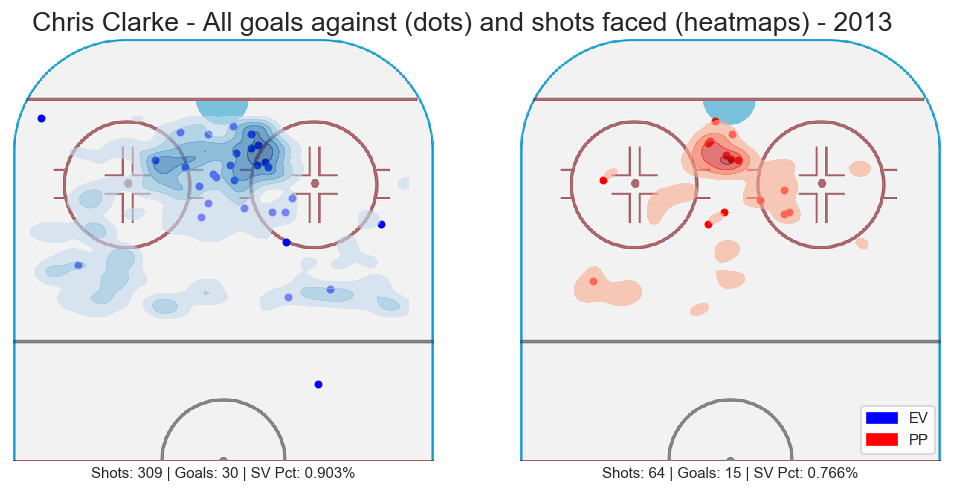 Chris Clarke - All goals against (dots) and shots faced (heatmaps) - 2013
EV
PP
Shots: 309 | Goals: 30 | SV Pct: 0.903%
Shots: 64 | Goals: 15 | SV Pct: 0.766%